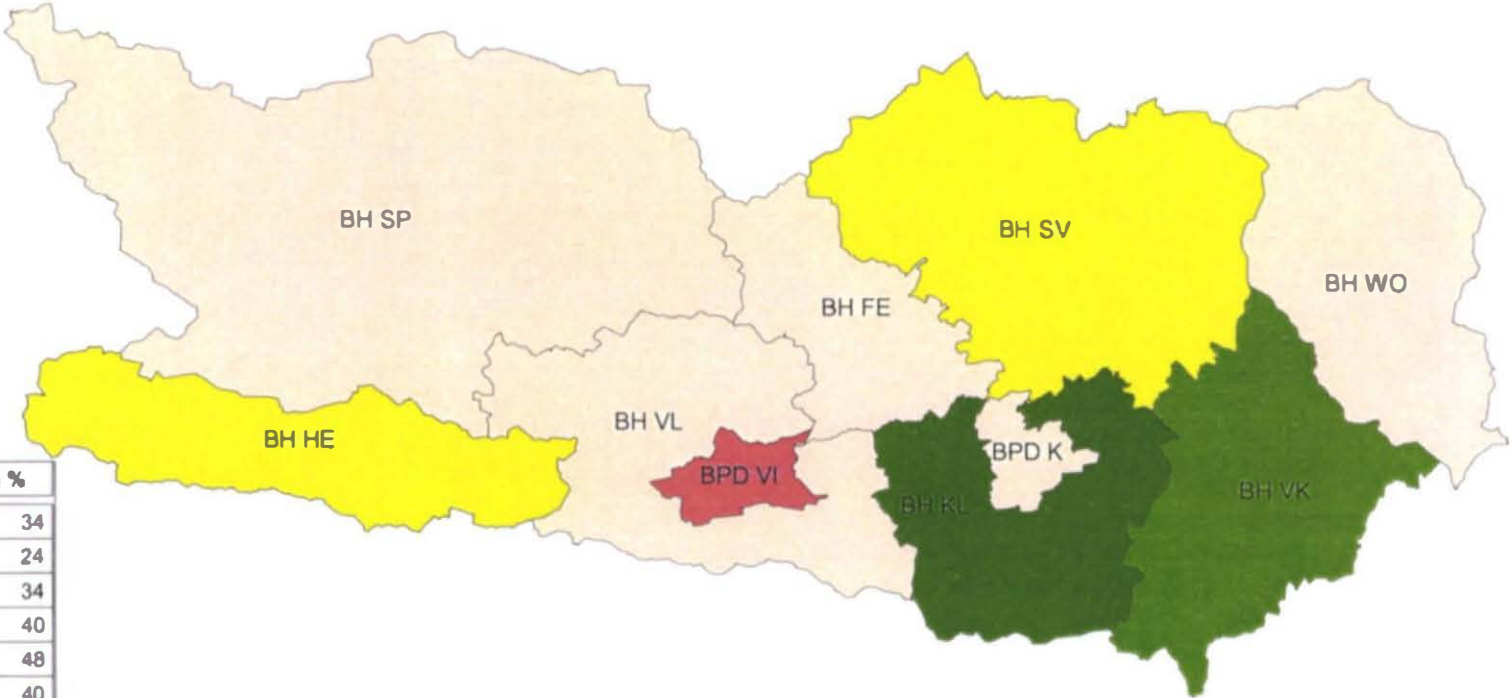 BH SP
BH SV
BH WO
BH FE
BH VL
BH HE
BPD K
BPD VI
BH KL
BH VK
%
34
24
34
40
48
40